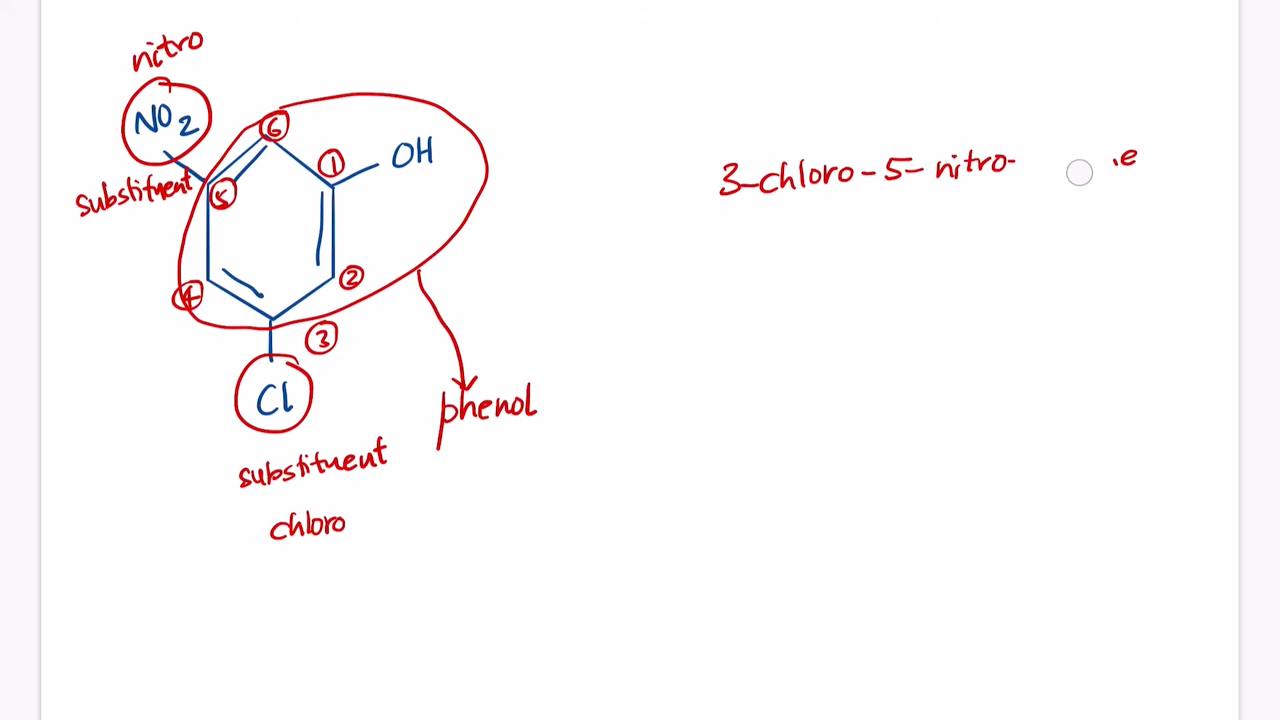 nitro
NO2
⑥
① OH
substituent ⑤
②
④
③
Cl
phenol
substituent
chloro
3-chloro-5-nitro- .e